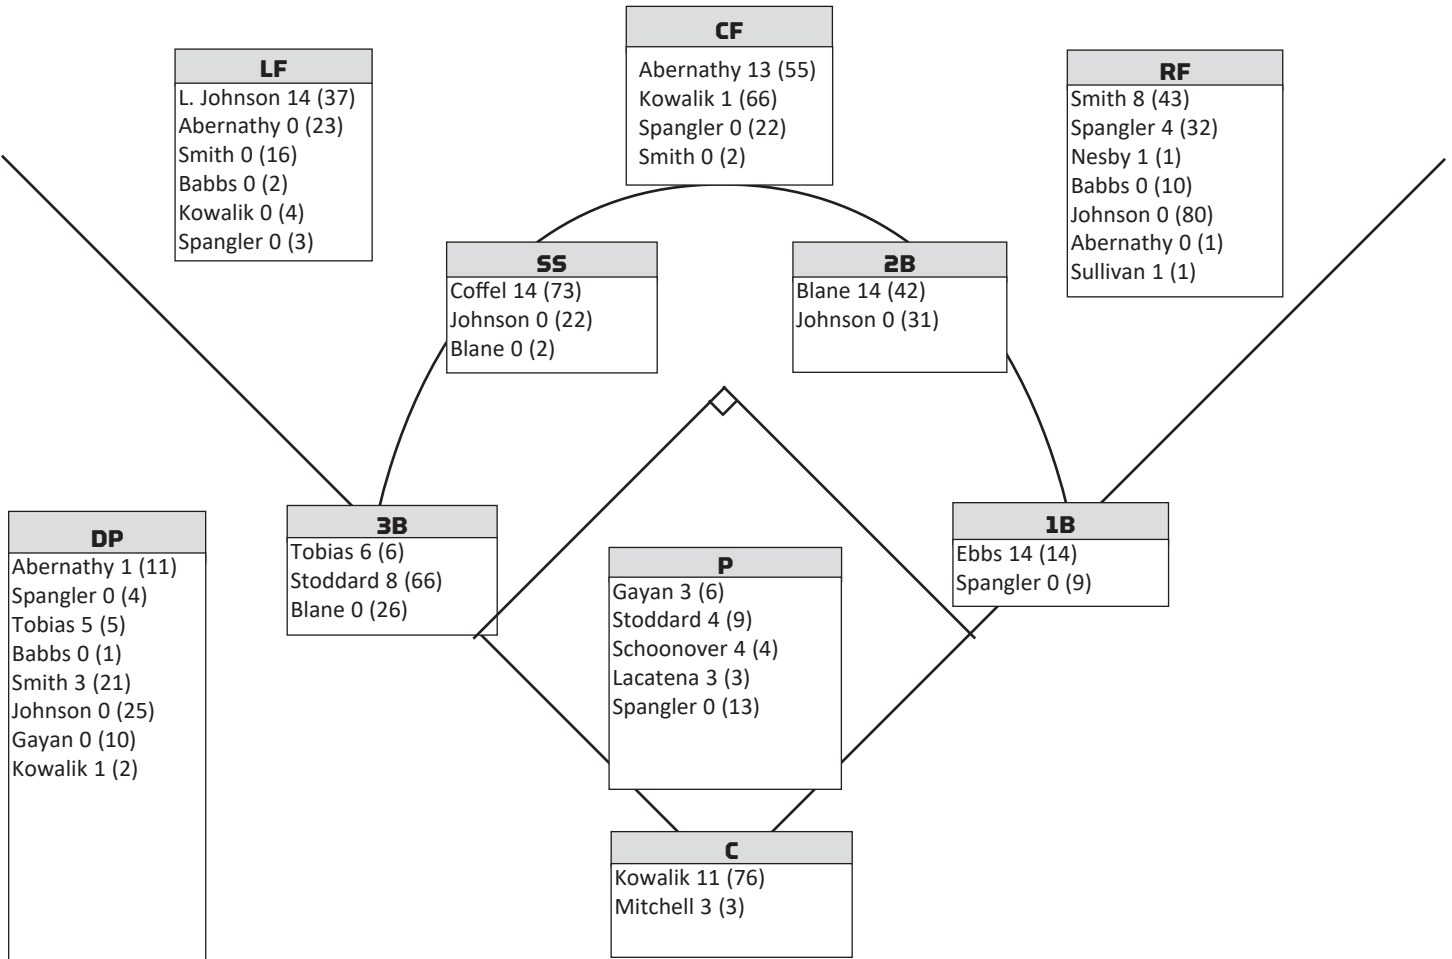 CF
Abernathy 13 (55)
Kowalik 1 (66)
Spangler 0 (22)
Smith 0 (2)
LF
L. Johnson 14 (37)
Abernathy 0 (23)
Smith 0 (16)
Babbs 0 (2)
Kowalik 0 (4)
Spangler 0 (3)
RF
Smith 8 (43)
Spangler 4 (32)
Nesby 1 (1)
Babbs 0 (10)
Johnson 0 (80)
Abernathy 0 (1)
Sullivan 1 (1)
SS
Coffel 14 (73)
Johnson 0 (22)
Blane 0 (2)
2B
Blane 14 (42)
Johnson 0 (31)
3B
Tobias 6 (6)
Stoddard 8 (66)
Blane 0 (26)
1B
Ebbs 14 (14)
Spangler 0 (9)
DP
Abernathy 1 (11)
Spangler 0 (4)
Tobias 5 (5)
Babbs 0 (1)
Smith 3 (21)
Johnson 0 (25)
Gayan 0 (10)
Kowalik 1 (2)
P
Gayan 3 (6)
Stoddard 4 (9)
Schoonover 4 (4)
Lacatena 3 (3)
Spangler 0 (13)
C
Kowalik 11 (76)
Mitchell 3 (3)